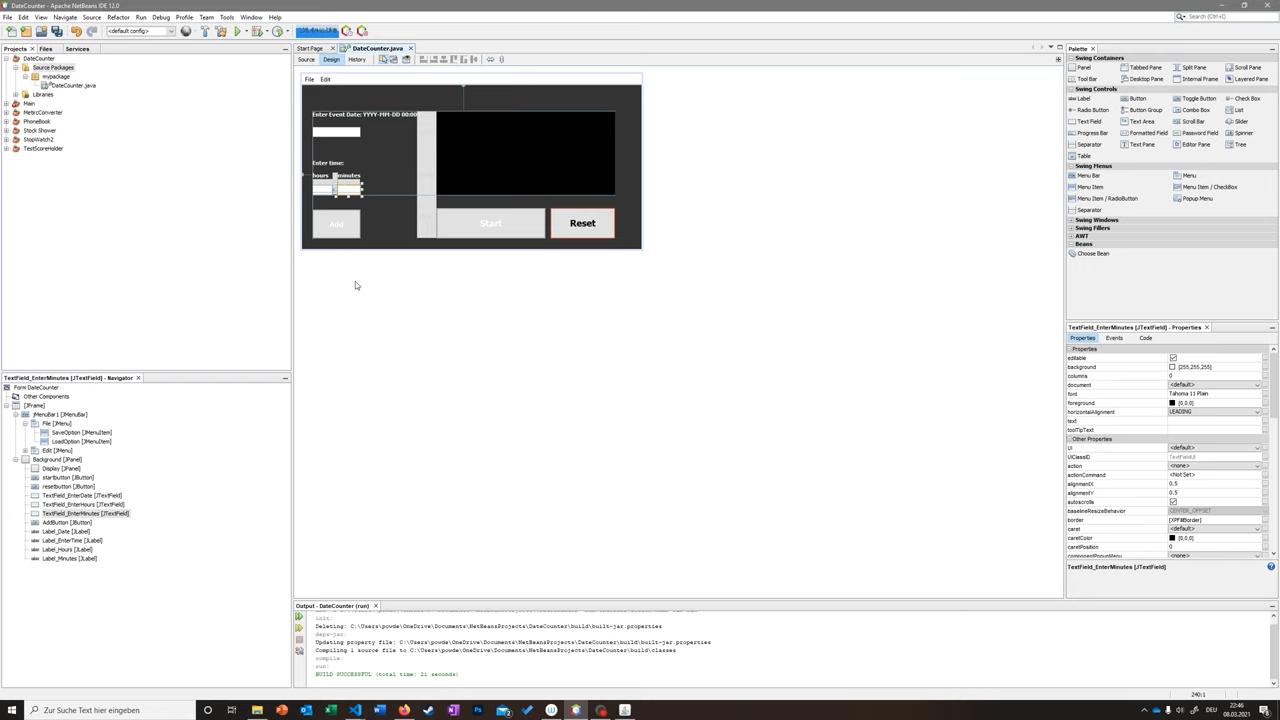 DateCounter - Apache NetBeans IDE 12.0
File Edit View Navigate Source Refactor Run Debug Profile Team Tools Window Help
<default config>
Search (Ctrl+I)
Projects Files Services
DateCounter
Source Packages
mypackage
DateCounter.java
Libraries
Main
MetricConverter
PhoneBook
Stock Shower
StopWatch2
TestScoreHolder
Start Page DateCounter.java
Source Design History
File Edit
Enter Event Date: YYYY-MM-DD 00:00
Enter time:
hours minutes
Add Start Reset
Palette
Swing Containers
Panel Tabbed Pane Split Pane Scroll Pane
Tool Bar Desktop Pane Internal Frame Layered Pane
Swing Controls
Label Button Toggle Button Check Box
Radio Button Button Group Combo Box List
Text Field Text Area Scroll Bar Slider
Progress Bar Formatted Field Password Field Spinner
Separator Text Pane Editor Pane Tree
Table
Swing Menus
Menu Bar Menu
Menu Item Menu Item / CheckBox
Menu Item / RadioButton Popup Menu
Separator
Swing Windows
Swing Fillers
AWT
Beans
Choose Bean
TextField_EnterMinutes [JTextField] - Properties
Properties Events Code
Properties
editable
background [255,255,255]
columns 0
document <default>
font Tahoma 11 Plain
foreground [0,0,0]
horizontalAlignment LEADING
text
toolTipText
Other Properties
UI <default>
UIClassID TextFieldUI
action <none>
actionCommand <Not Set>
alignmentX 0.5
alignmentY 0.5
autoscrolls
baselineResizeBehavior CENTER_OFFSET
border [XPFillBorder]
caret <default>
caretColor [0,0,0]
caretPosition 0
componentPopupMenu <none>
TextField_EnterMinutes [JTextField]
TextField_EnterMinutes [JTextField] - Navigator
Form DateCounter
Other Components
[JFrame]
jMenuBar1 [JMenuBar]
File [JMenu]
SaveOption [JMenuItem]
LoadOption [JMenuItem]
Edit [JMenu]
Background [JPanel]
Display [JPanel]
startbutton [JButton]
resetbutton [JButton]
TextField_EnterDate [JTextField]
TextField_EnterHours [JTextField]
TextField_EnterMinutes [JTextField]
AddButton [JButton]
Label_Date [JLabel]
Label_EnterTime [JLabel]
Label_Hours [JLabel]
Label_Minutes [JLabel]
Output - DateCounter (run)
init:
Deleting: C:\Users\powde\OneDrive\Documents\NetBeansProjects\DateCounter\build\built-jar.properties
deps-jar:
Updating property file: C:\Users\powde\OneDrive\Documents\NetBeansProjects\DateCounter\build\built-jar.properties
Compiling 1 source file to C:\Users\powde\OneDrive\Documents\NetBeansProjects\DateCounter\build\classes
compile:
run:
BUILD SUCCESSFUL (total time: 21 seconds)
240:1
Zur Suche Text hier eingeben
DEU
22:46
08.03.2021